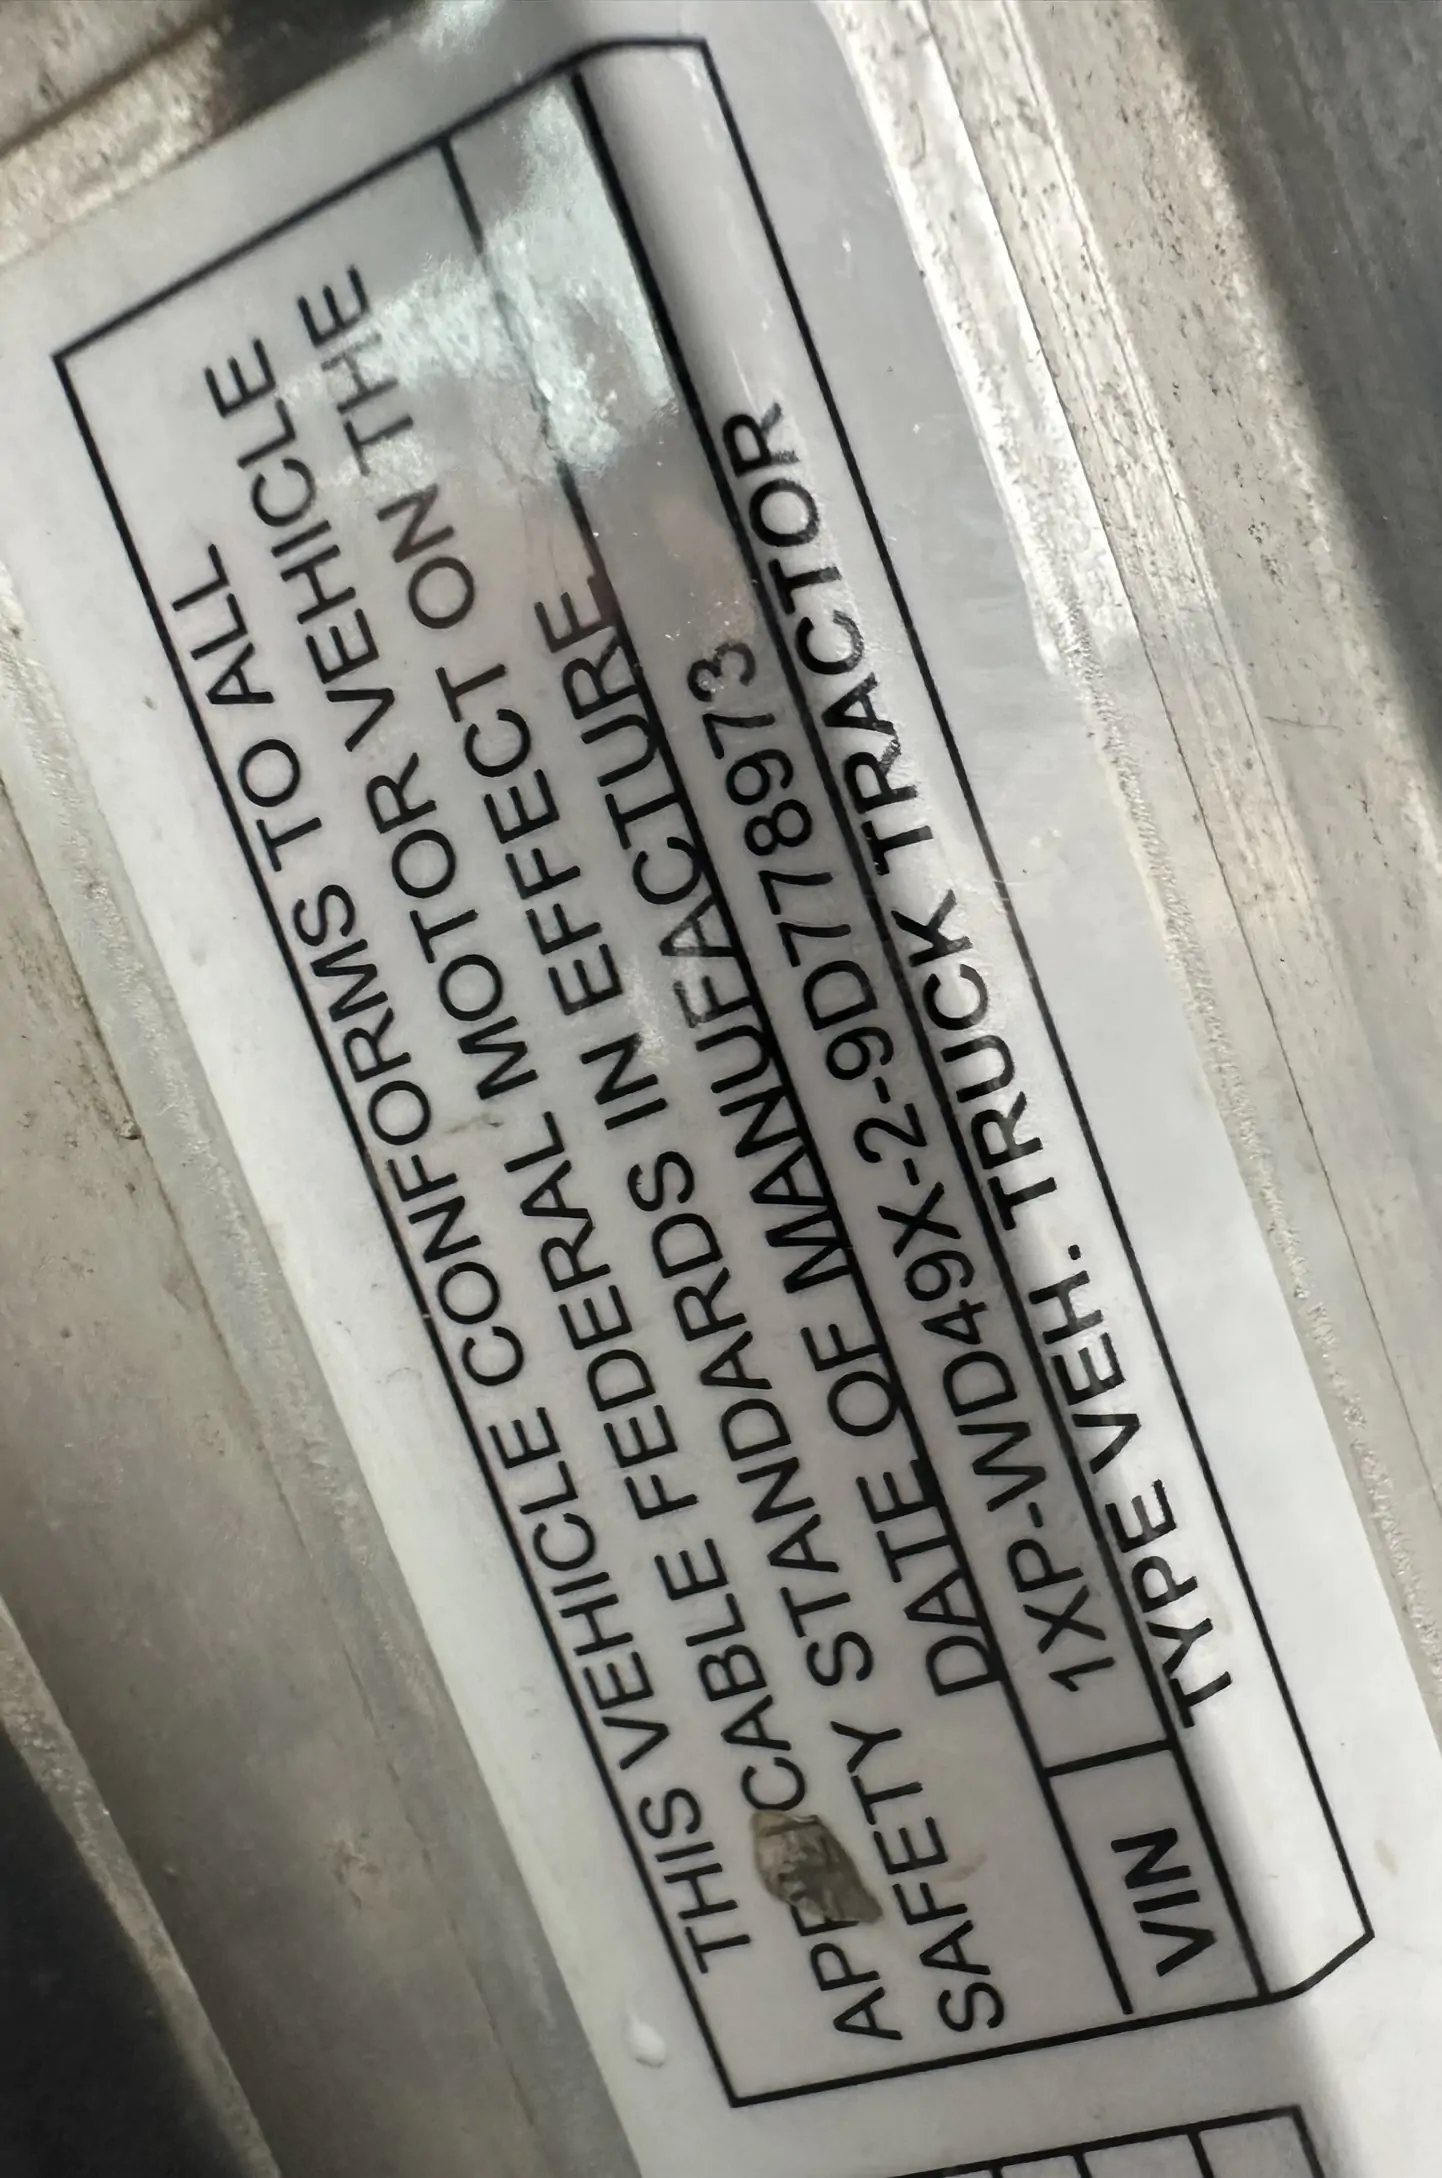 THIS VEHICLE CONFORMS TO ALL
CABLE FEDERAL MOTOR VEHICLE
SAFETY STANDARDS IN EFFECT ON THE
DATE OF MANUFACTURE
VIN 1XP-WD49X-2-9D778973
TYPE VEH. TRUCK TRACTOR